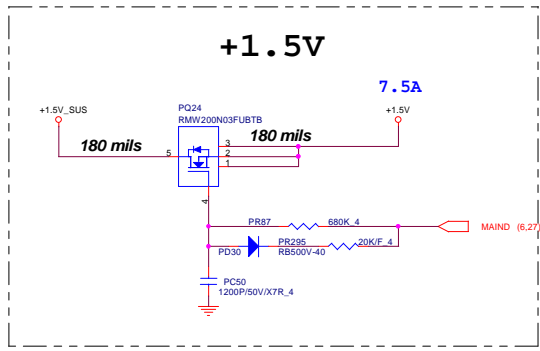 +1.5V
7.5A
+1.5V_SUS
PQ24
RMW200N03FUBTB
+1.5V
180 mils
180 mils
5
3
2
1
4
PR87
680K_4
MAIND (6,27)
PD30
PR295
RB500V-40
20K/F_4
PC50
1200P/50V/X7R_4